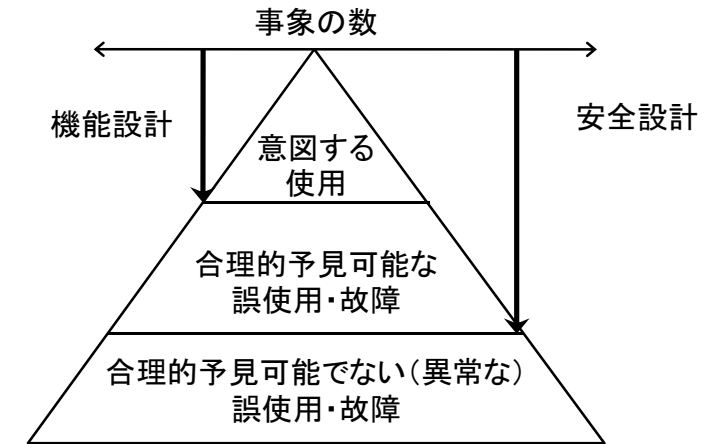 事象の数
機能設計
安全設計
意図する
使用
合理的予見可能な
誤使用・故障
合理的予見可能でない（異常な）
誤使用・故障